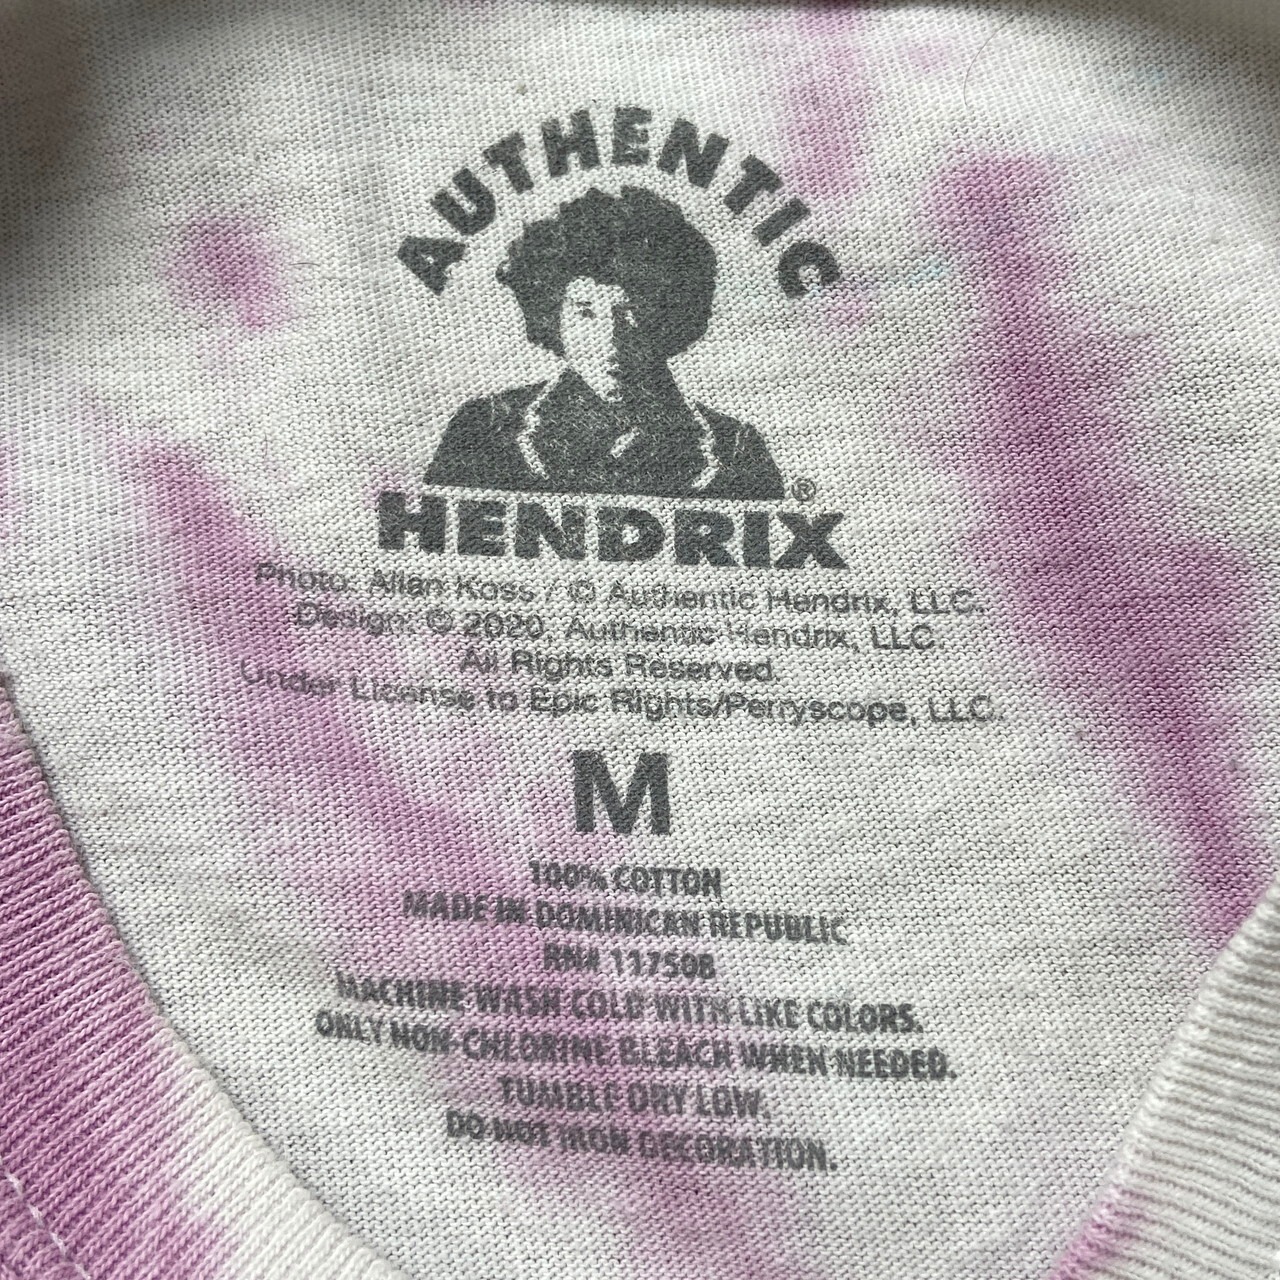 AUTHENTIC
HENDRIX®
Photo: Allan Koss / © Authentic Hendrix, LLC.
Design: © 2020, Authentic Hendrix, LLC.
All Rights Reserved.
Under License to Epic Rights/Perryscope, LLC.
M
100% COTTON
MADE IN DOMINICAN REPUBLIC
RN# 117508
MACHINE WASH COLD WITH LIKE COLORS.
ONLY NON-CHLORINE BLEACH WHEN NEEDED.
TUMBLE DRY LOW.
DO NOT IRON DECORATION.